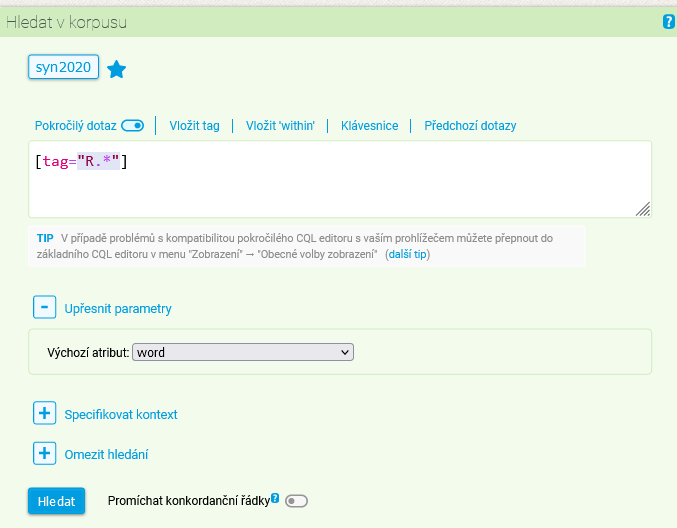 Hledat v korpusu ?
syn2020
Pokročilý dotaz Vložit tag Vložit 'within' Klávesnice Předchozí dotazy
[tag="R.*"]
TIP V případě problémů s kompatibilitou pokročilého CQL editoru s vaším prohlížečem můžete přepnout do
základního CQL editoru v menu "Zobrazení" → "Obecné volby zobrazení" (další tip)
- Upřesnit parametry
Výchozí atribut: word
+ Specifikovat kontext
+ Omezit hledání
Hledat Promíchat konkordanční řádky ?